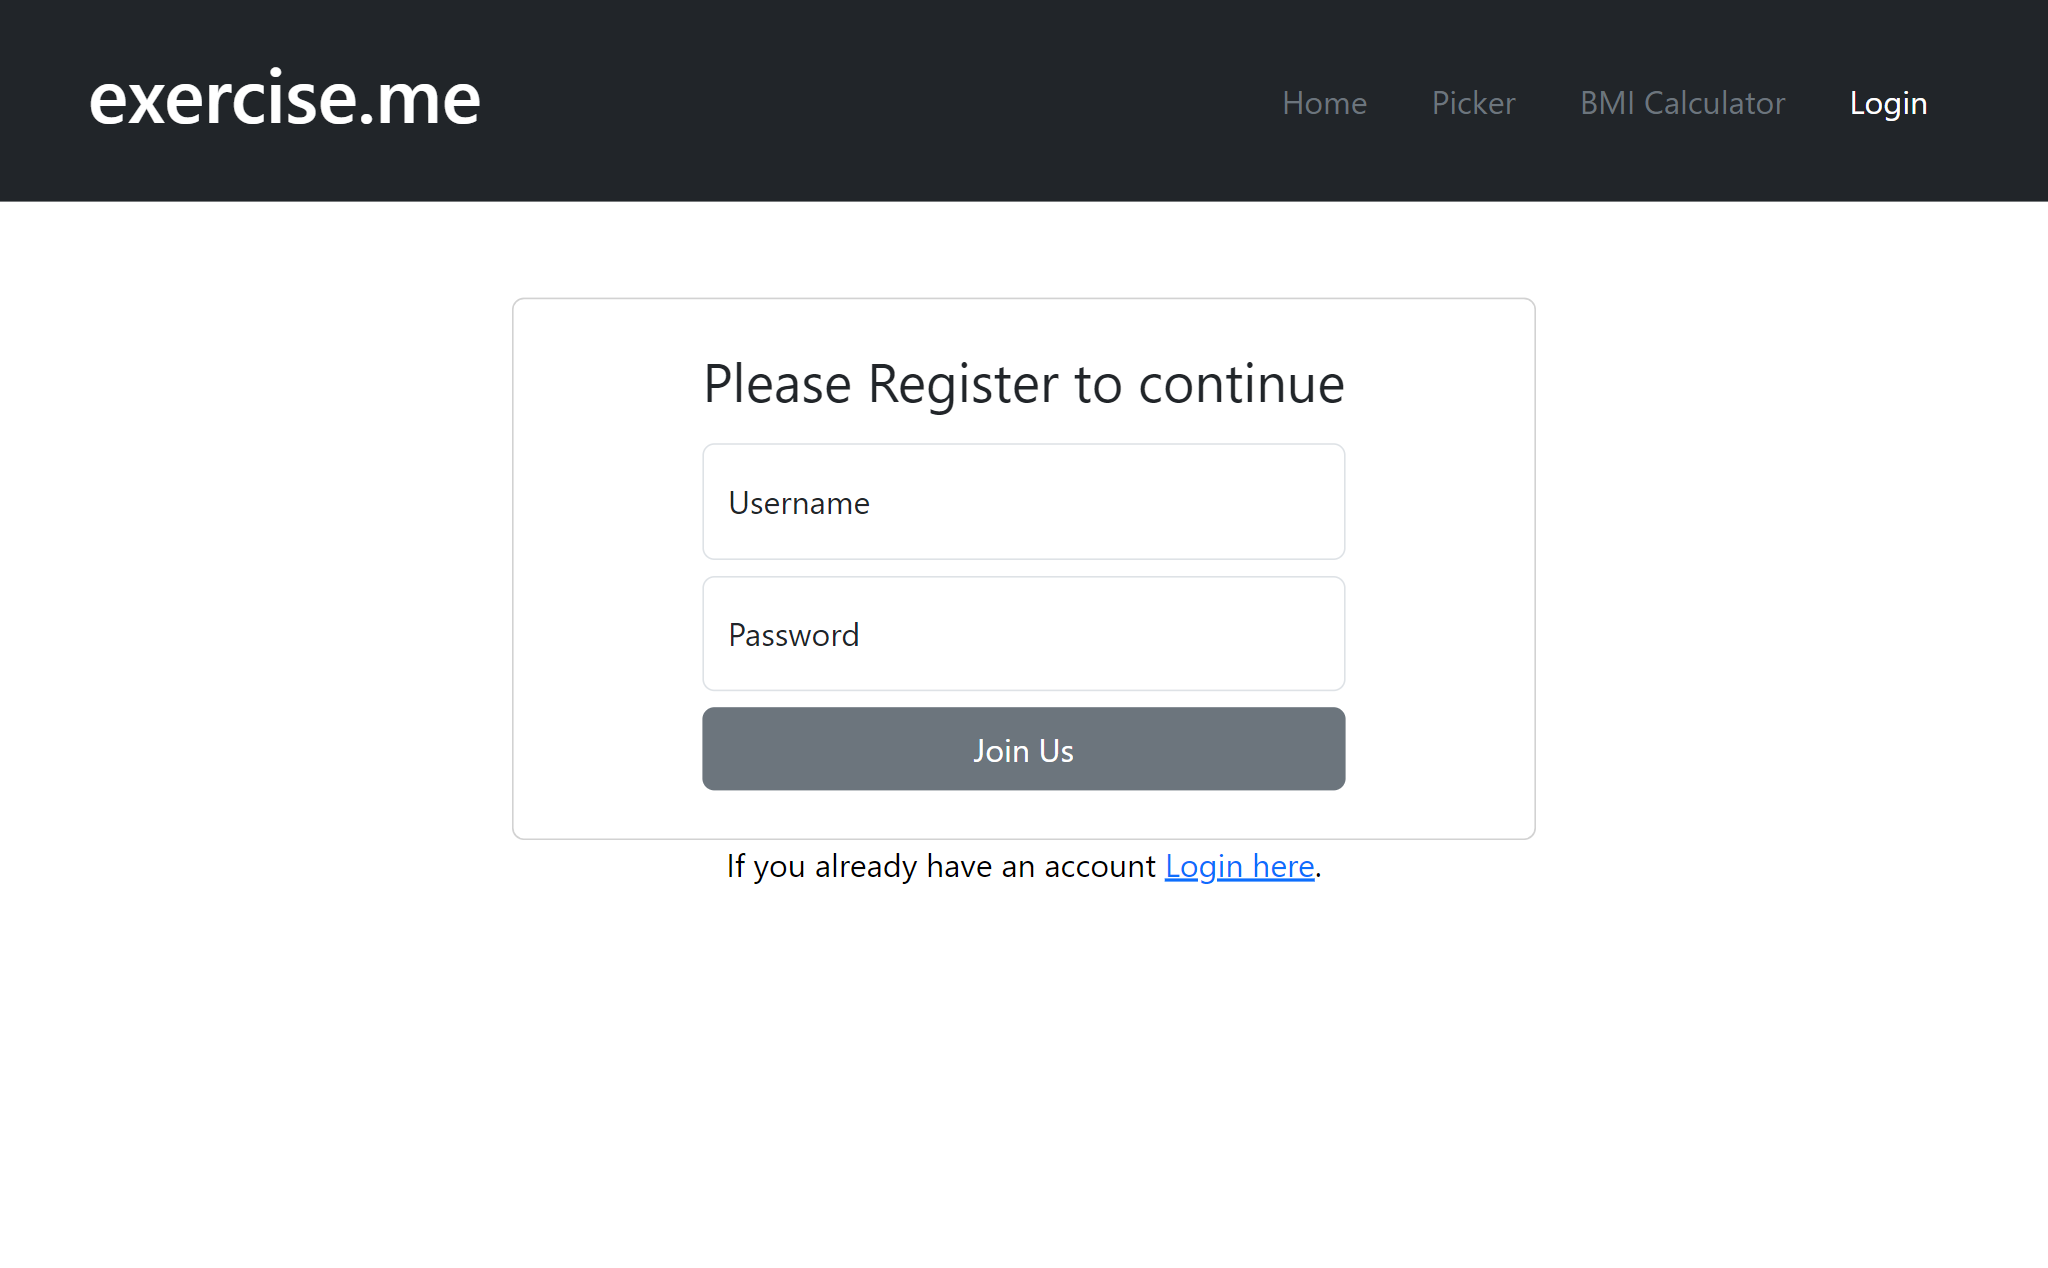 exercise.me
Home Picker BMI Calculator Login
Please Register to continue
Username
Password
Join Us
If you already have an account Login here.